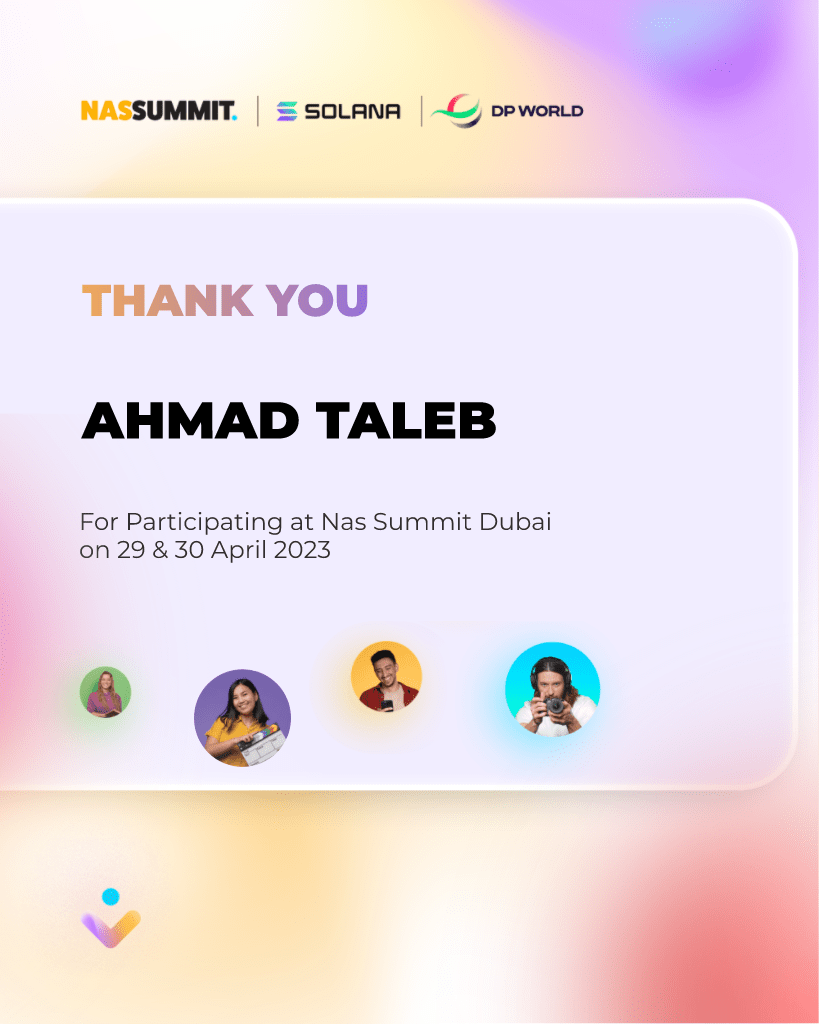 NASSUMMIT. | SOLANA | DP WORLD
THANK YOU
AHMAD TALEB
For Participating at Nas Summit Dubai
on 29 & 30 April 2023